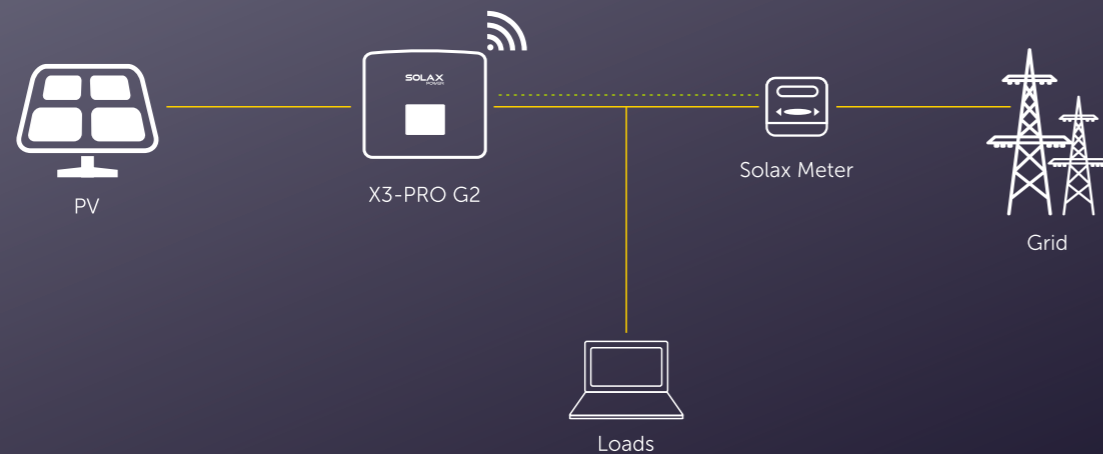 SOLAX
POWER
PV
X3-PRO G2
Solax Meter
Grid
Loads